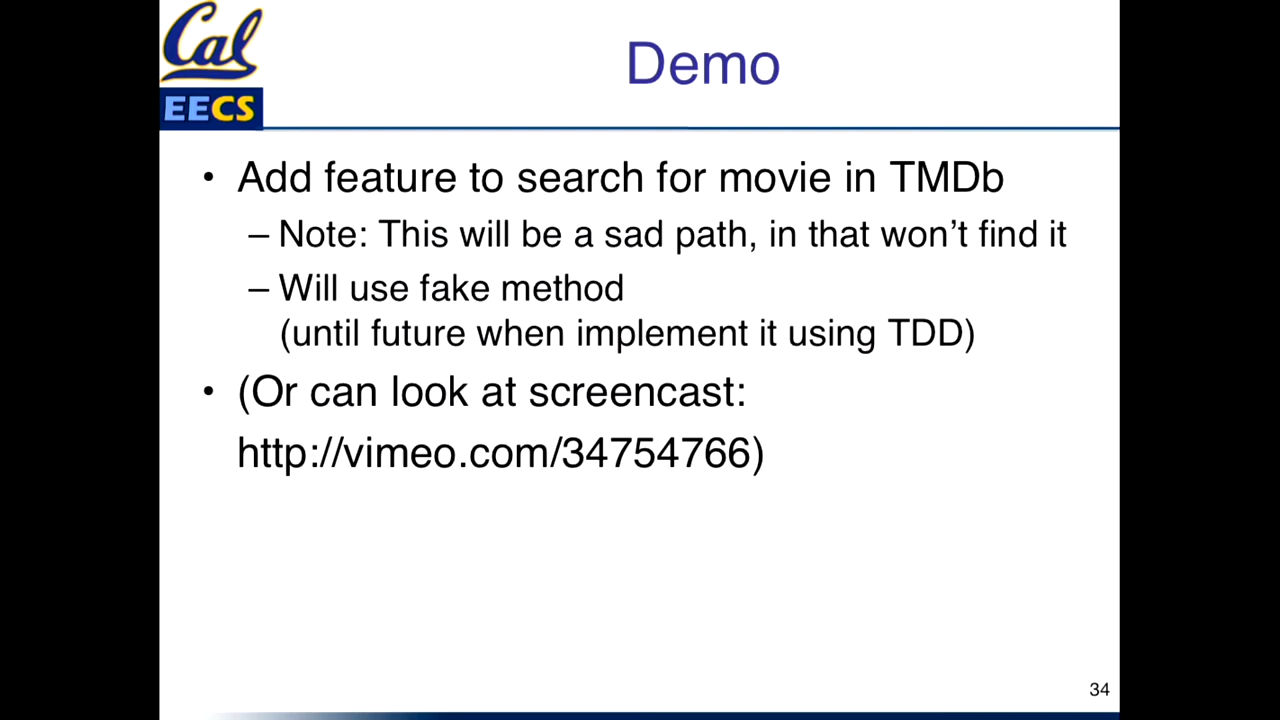 Cal
EECS
Demo
• Add feature to search for movie in TMDb
– Note: This will be a sad path, in that won’t find it
– Will use fake method
(until future when implement it using TDD)
• (Or can look at screencast:
http://vimeo.com/34754766)
34